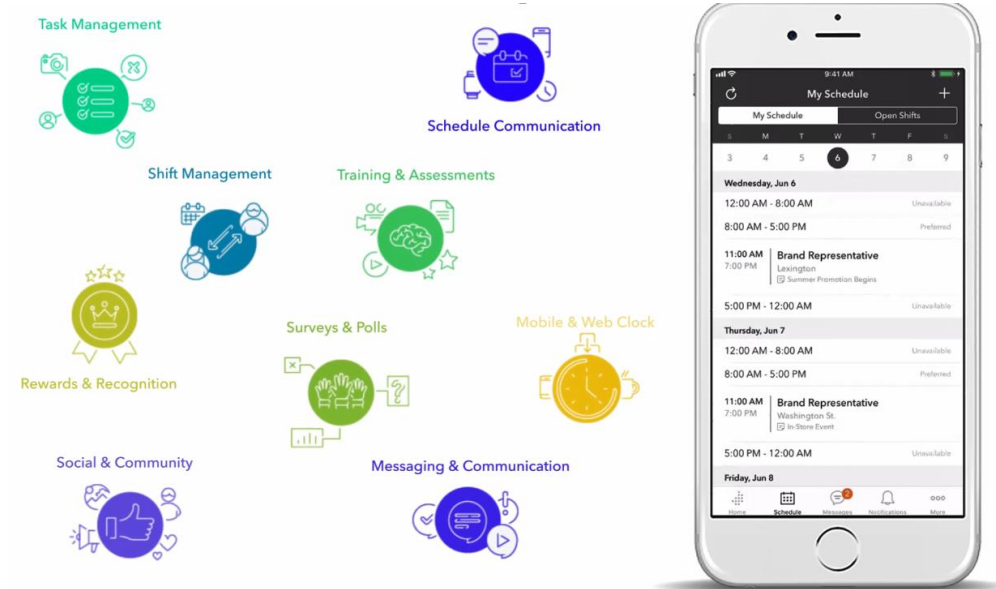 Task Management
Schedule Communication
Shift Management
Training & Assessments
Surveys & Polls
Mobile & Web Clock
Rewards & Recognition
Social & Community
Messaging & Communication
9:41 AM
My Schedule
My Schedule Open Shifts
S M T W T F S
3 4 5 6 7 8 9
Wednesday, Jun 6
12:00 AM - 8:00 AM Unavailable
8:00 AM - 5:00 PM Preferred
11:00 AM Brand Representative
7:00 PM Lexington
Summer Promotion Begins
5:00 PM - 12:00 AM Unavailable
Thursday, Jun 7
12:00 AM - 8:00 AM Unavailable
8:00 AM - 5:00 PM Preferred
11:00 AM Brand Representative
7:00 PM Washington St.
In-Store Event
5:00 PM - 12:00 AM Unavailable
Friday, Jun 8
2
Home Schedule Messages Notifications More